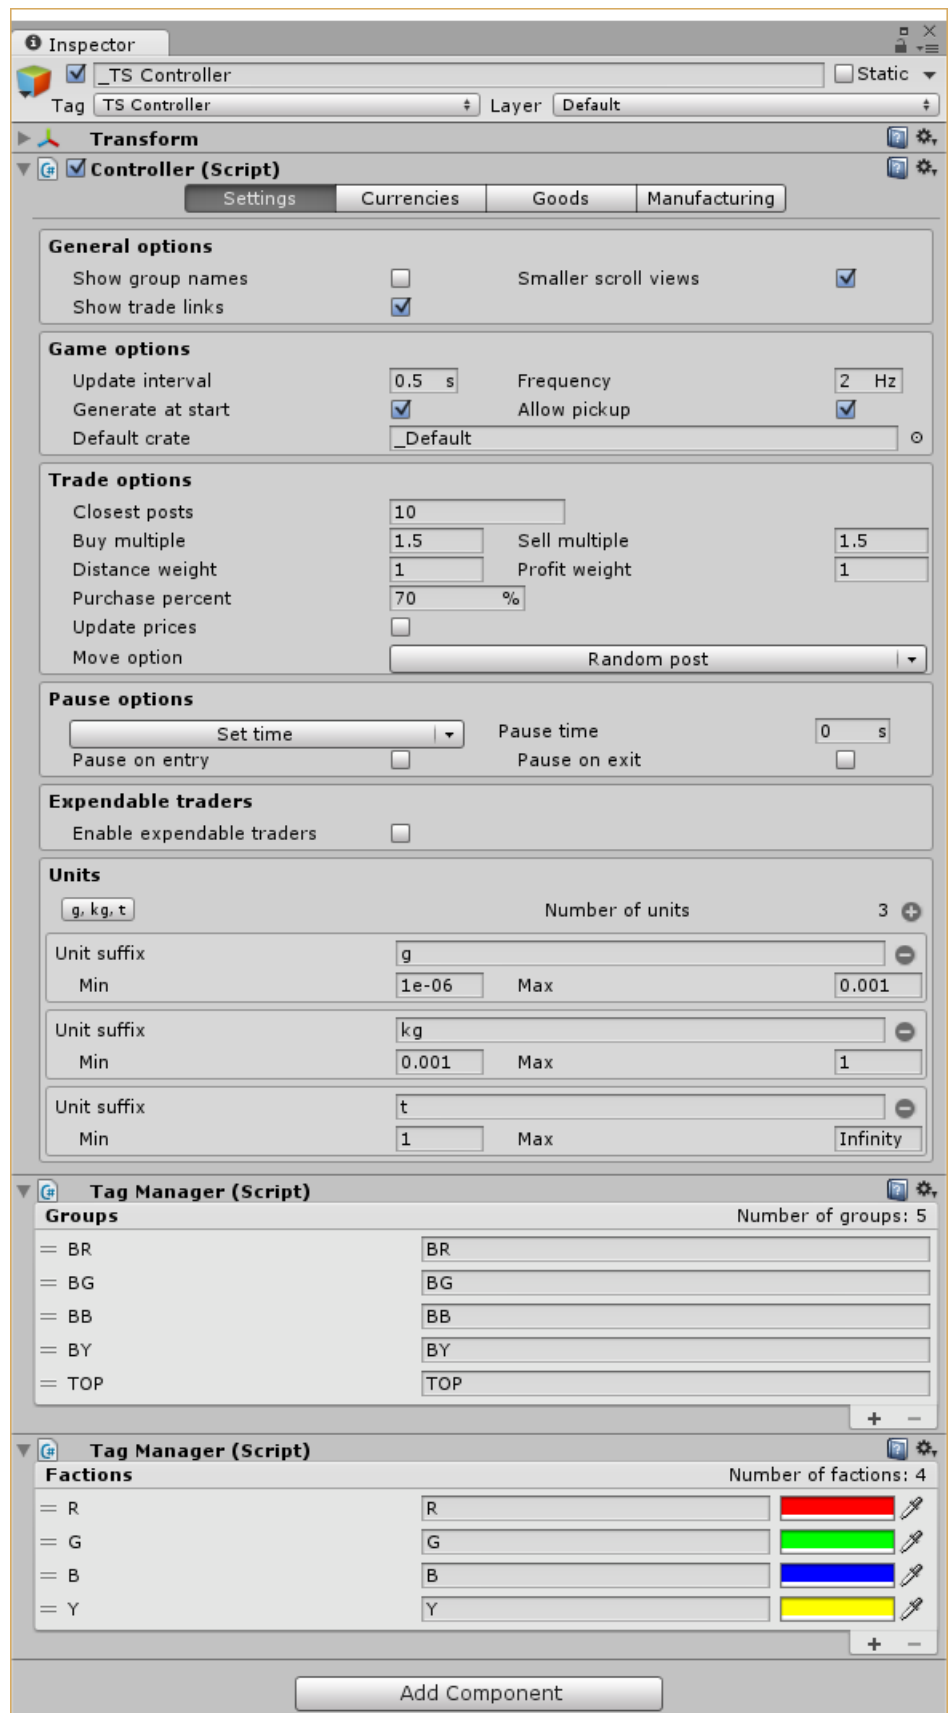 Inspector
_TS Controller Static
Tag TS Controller Layer Default
Transform
Controller (Script)
Settings Currencies Goods Manufacturing
General options
Show group names Smaller scroll views
Show trade links
Game options
Update interval 0.5 s Frequency 2 Hz
Generate at start Allow pickup
Default crate _Default
Trade options
Closest posts 10
Buy multiple 1.5 Sell multiple 1.5
Distance weight 1 Profit weight 1
Purchase percent 70 %
Update prices
Move option Random post
Pause options
Set time Pause time 0 s
Pause on entry Pause on exit
Expendable traders
Enable expendable traders
Units
g, kg, t Number of units 3
Unit suffix g
Min 1e-06 Max 0.001
Unit suffix kg
Min 0.001 Max 1
Unit suffix t
Min 1 Max Infinity
Tag Manager (Script)
Groups Number of groups: 5
BR BR
BG BG
BB BB
BY BY
TOP TOP
+ −
Tag Manager (Script)
Factions Number of factions: 4
R R
G G
B B
Y Y
+ −
Add Component